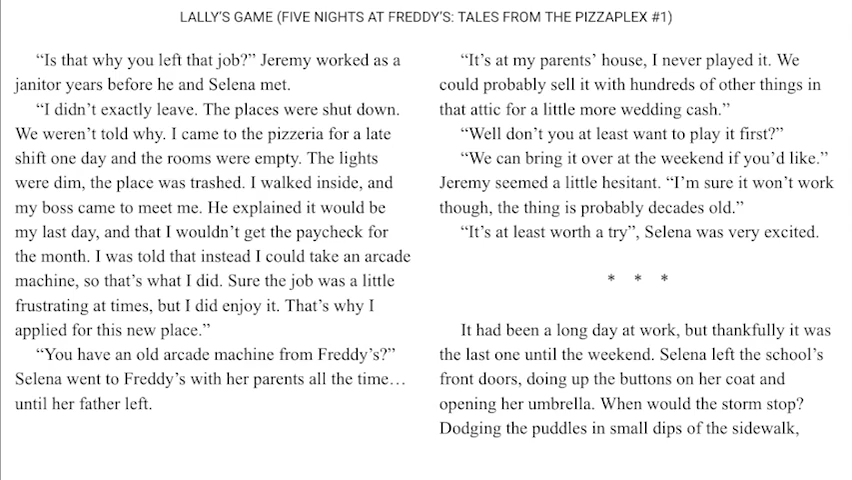 LALLY'S GAME (FIVE NIGHTS AT FREDDY'S: TALES FROM THE PIZZAPLEX #1)
“Is that why you left that job?” Jeremy worked as a
janitor years before he and Selena met.
“I didn’t exactly leave. The places were shut down.
We weren’t told why. I came to the pizzeria for a late
shift one day and the rooms were empty. The lights
were dim, the place was trashed. I walked inside, and
my boss came to meet me. He explained it would be
my last day, and that I wouldn’t get the paycheck for
the month. I was told that instead I could take an arcade
machine, so that’s what I did. Sure the job was a little
frustrating at times, but I did enjoy it. That’s why I
applied for this new place.”
“You have an old arcade machine from Freddy’s?”
Selena went to Freddy’s with her parents all the time…
until her father left.
“It’s at my parents’ house, I never played it. We
could probably sell it with hundreds of other things in
that attic for a little more wedding cash.”
“Well don’t you at least want to play it first?”
“We can bring it over at the weekend if you’d like.”
Jeremy seemed a little hesitant. “I’m sure it won’t work
though, the thing is probably decades old.”
“It’s at least worth a try”, Selena was very excited.
* * *
It had been a long day at work, but thankfully it was
the last one until the weekend. Selena left the school’s
front doors, doing up the buttons on her coat and
opening her umbrella. When would the storm stop?
Dodging the puddles in small dips of the sidewalk,